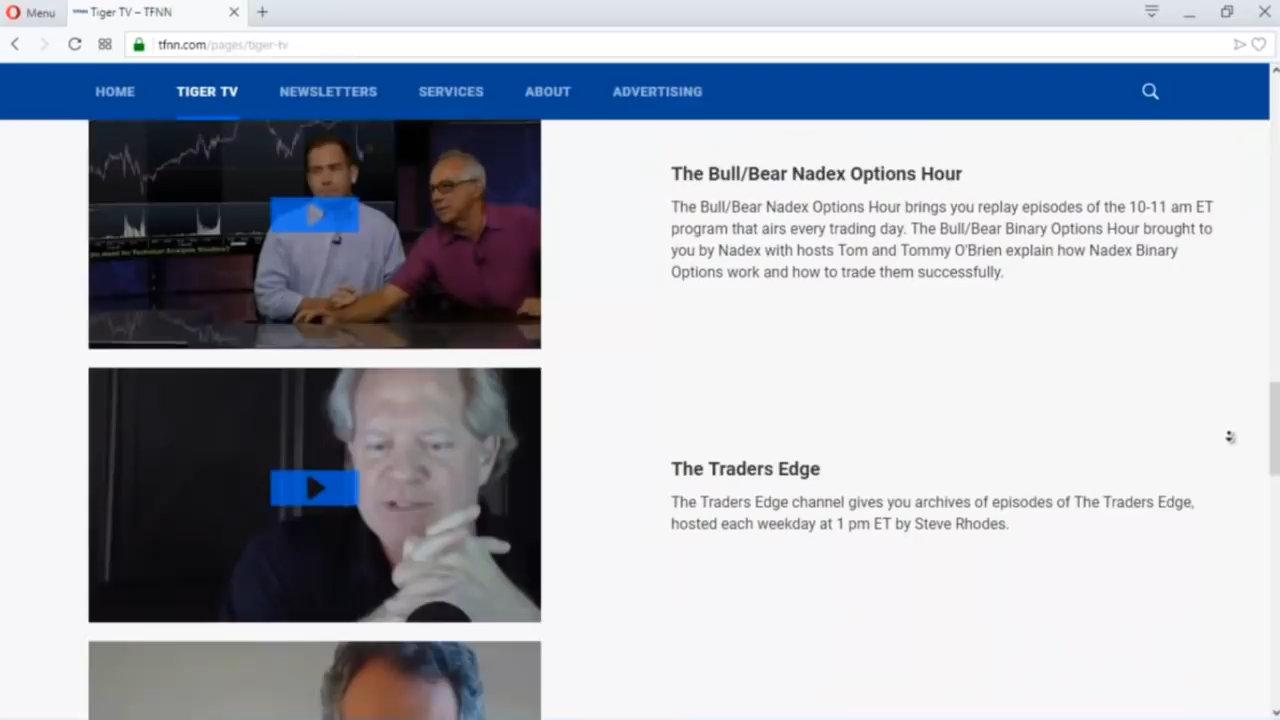 Menu
Tiger TV – TFNN
tfnn.com/pages/tiger-tv
HOME
TIGER TV
NEWSLETTERS
SERVICES
ABOUT
ADVERTISING
The Bull/Bear Nadex Options Hour
The Bull/Bear Nadex Options Hour brings you replay episodes of the 10-11 am ET
program that airs every trading day. The Bull/Bear Binary Options Hour brought to
you by Nadex with hosts Tom and Tommy O'Brien explain how Nadex Binary
Options work and how to trade them successfully.
The Traders Edge
The Traders Edge channel gives you archives of episodes of The Traders Edge,
hosted each weekday at 1 pm ET by Steve Rhodes.